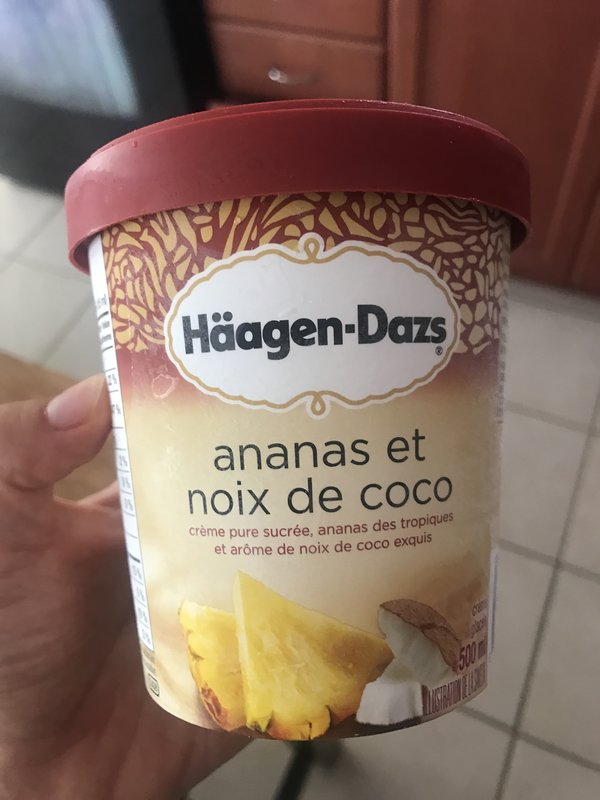 Häagen-Dazs®
ananas et
noix de coco
crème pure sucrée, ananas des tropiques
et arôme de noix de coco exquis
500 ml